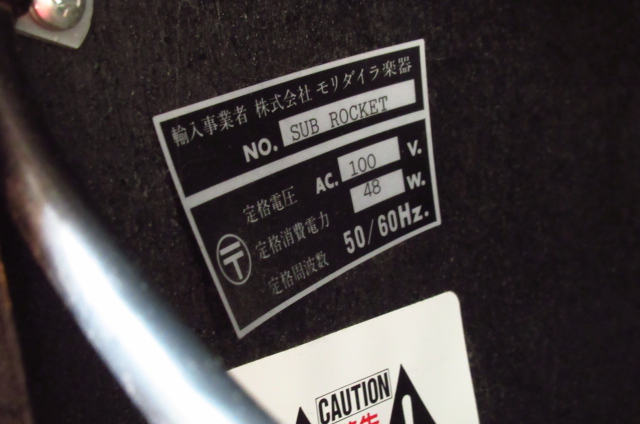 輸入事業者 株式会社 モリダイラ楽器
NO. SUB ROCKET
定格電圧 AC. 100 V.
定格消費電力 48 W.
定格周波数 50/60Hz.
〒
CAUTION